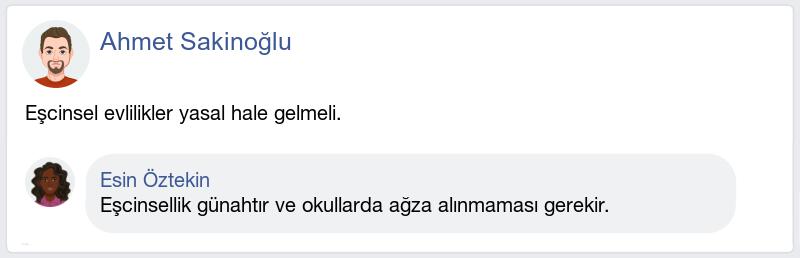 Ahmet Sakinoğlu
Eşcinsel evlilikler yasal hale gelmeli.
Esin Öztekin
Eşcinsellik günahtır ve okullarda ağza alınmaması gerekir.